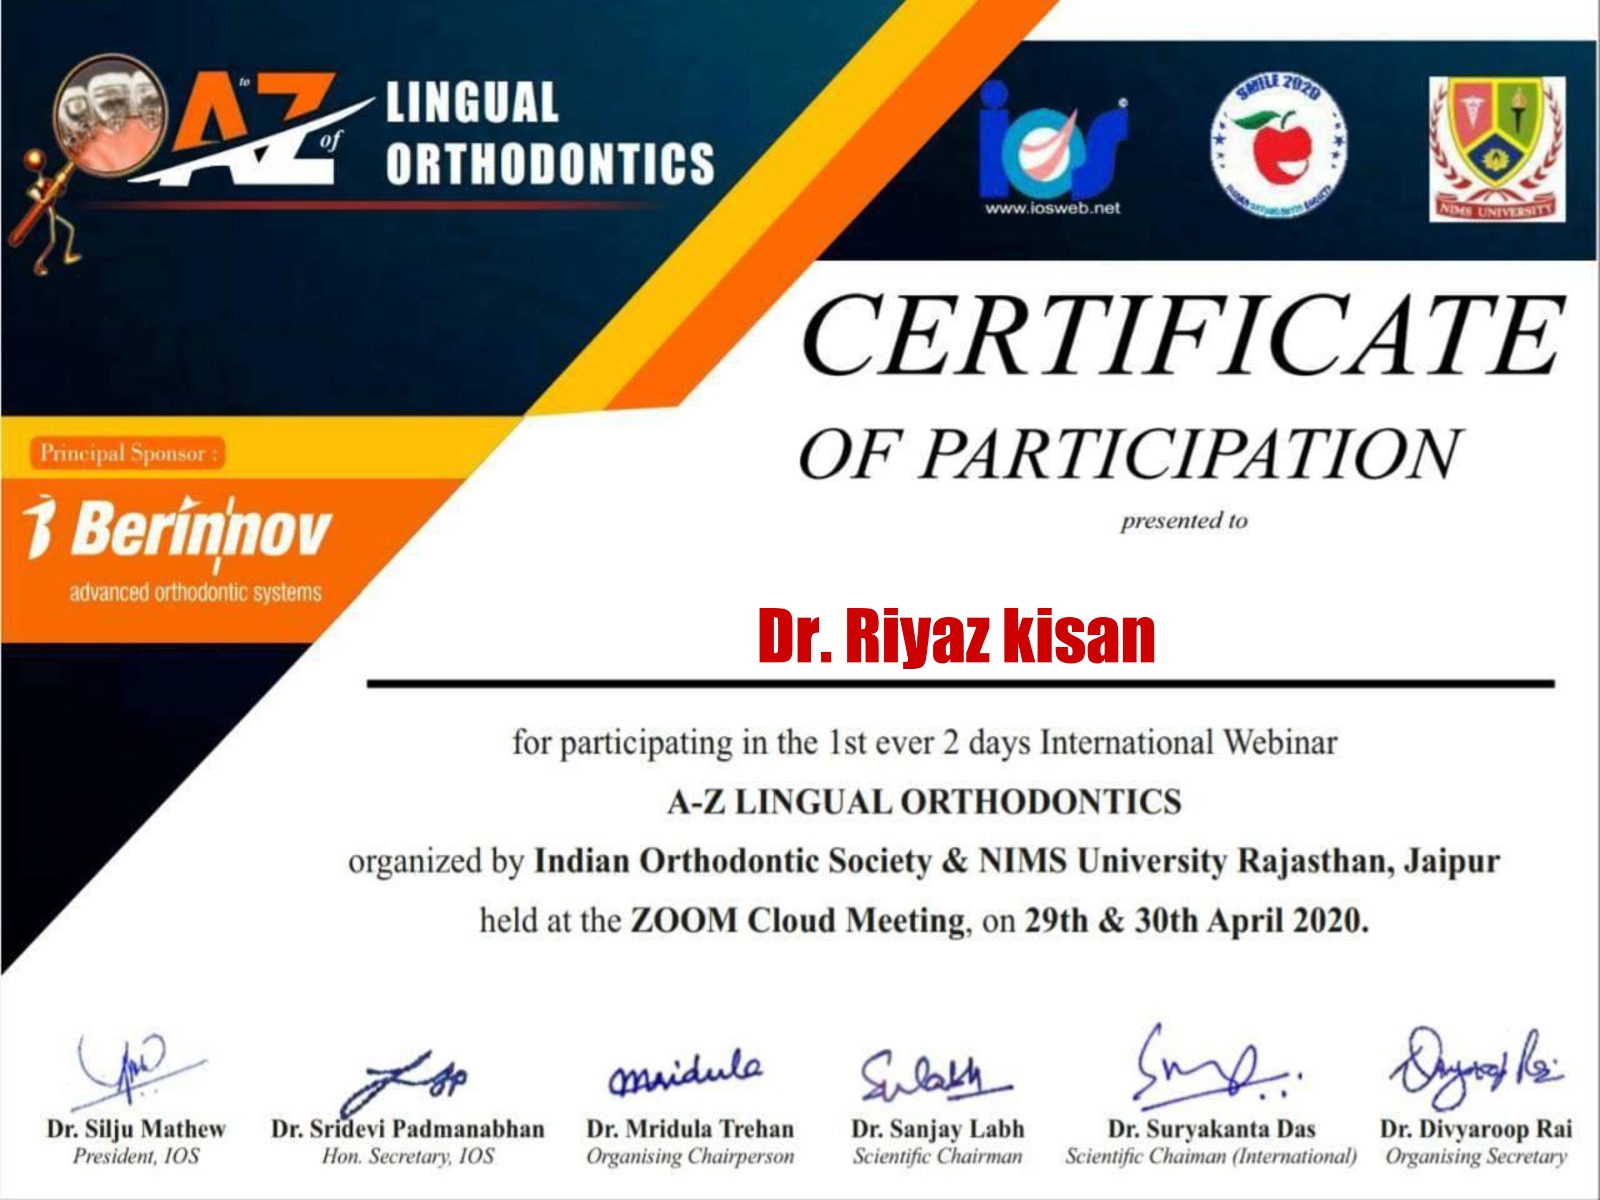 A to Z of
LINGUAL
ORTHODONTICS
ios
www.iosweb.net
SMILE 2020
NIMS UNIVERSITY
CERTIFICATE
OF PARTICIPATION
presented to
Principal Sponsor :
Berinnov
advanced orthodontic systems
Dr. Riyaz kisan
for participating in the 1st ever 2 days International Webinar
A-Z LINGUAL ORTHODONTICS
organized by Indian Orthodontic Society & NIMS University Rajasthan, Jaipur
held at the ZOOM Cloud Meeting, on 29th & 30th April 2020.
mridula
Dr. Silju Mathew
President, IOS
Dr. Sridevi Padmanabhan
Hon. Secretary, IOS
Dr. Mridula Trehan
Organising Chairperson
Dr. Sanjay Labh
Scientific Chairman
Dr. Suryakanta Das
Scientific Chaiman (International)
Dr. Divyaroop Rai
Organising Secretary